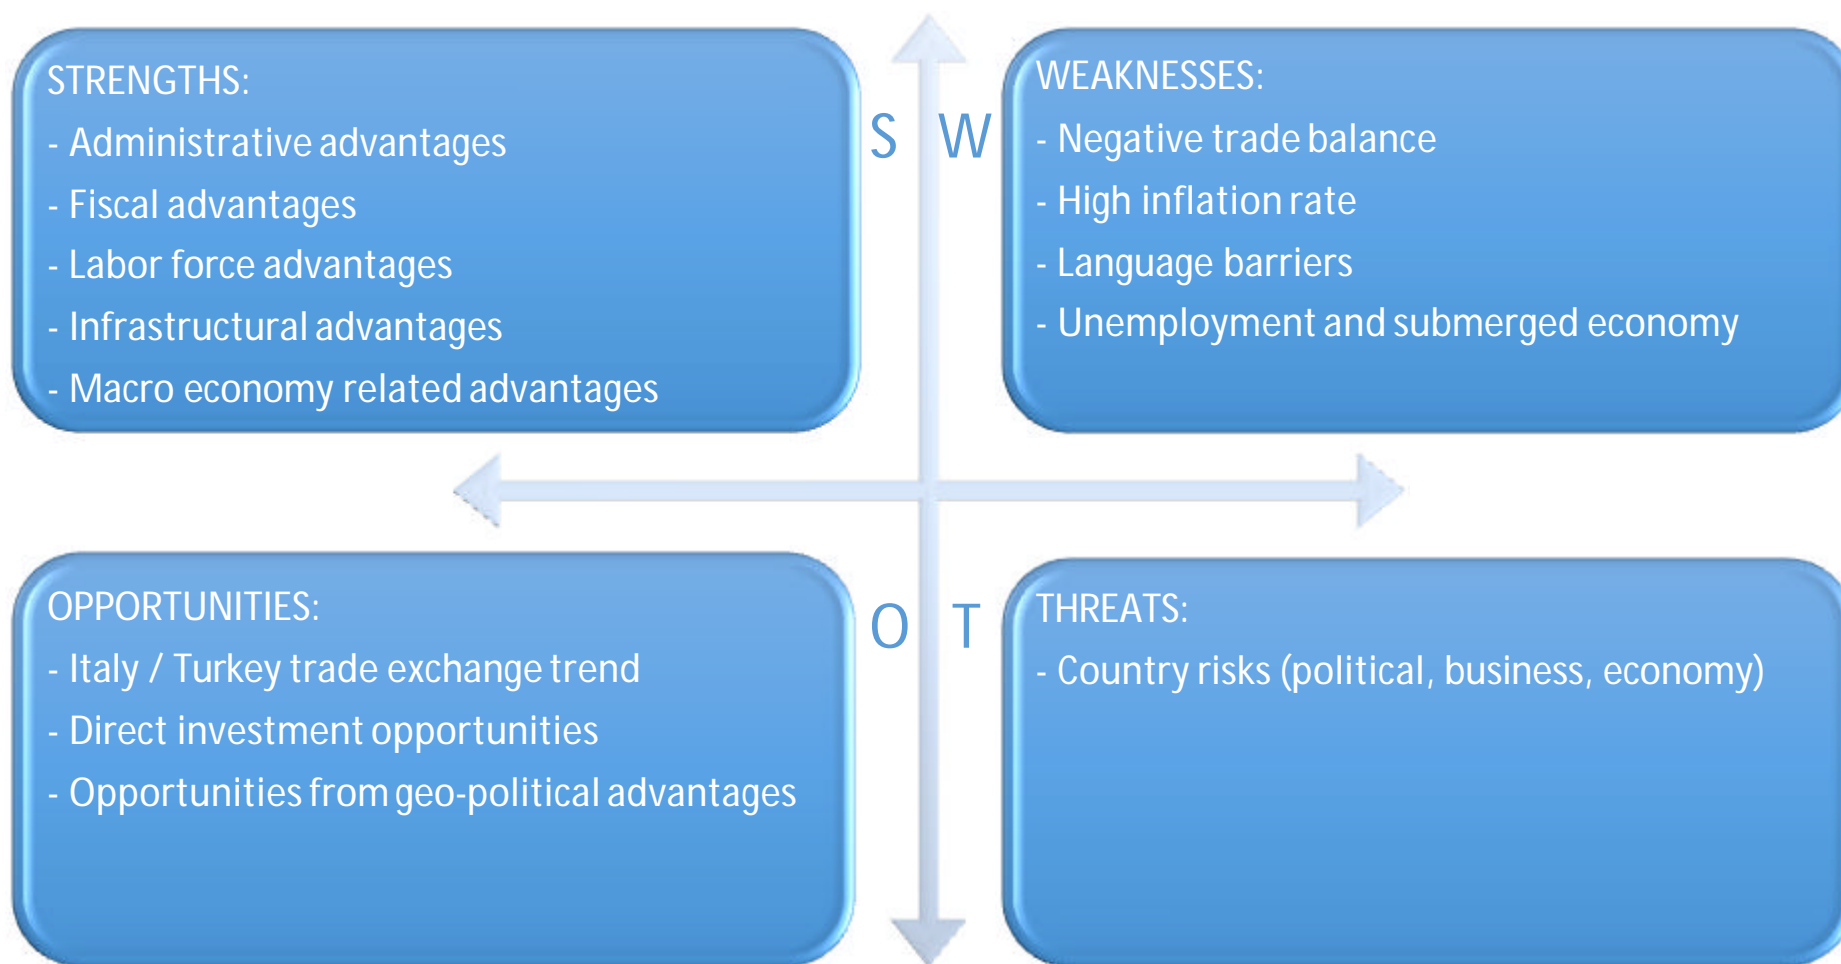 STRENGTHS:
- Administrative advantages
- Fiscal advantages
- Labor force advantages
- Infrastructural advantages
- Macro economy related advantages
S W
WEAKNESSES:
- Negative trade balance
- High inflation rate
- Language barriers
- Unemployment and submerged economy
OPPORTUNITIES:
- Italy / Turkey trade exchange trend
- Direct investment opportunities
- Opportunities from geo-political advantages
O T
THREATS:
- Country risks (political, business, economy)